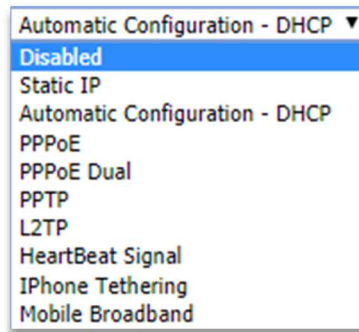 Automatic Configuration - DHCP
Disabled
Static IP
Automatic Configuration - DHCP
PPPoE
PPPoE Dual
PPTP
L2TP
HeartBeat Signal
IPhone Tethering
Mobile Broadband